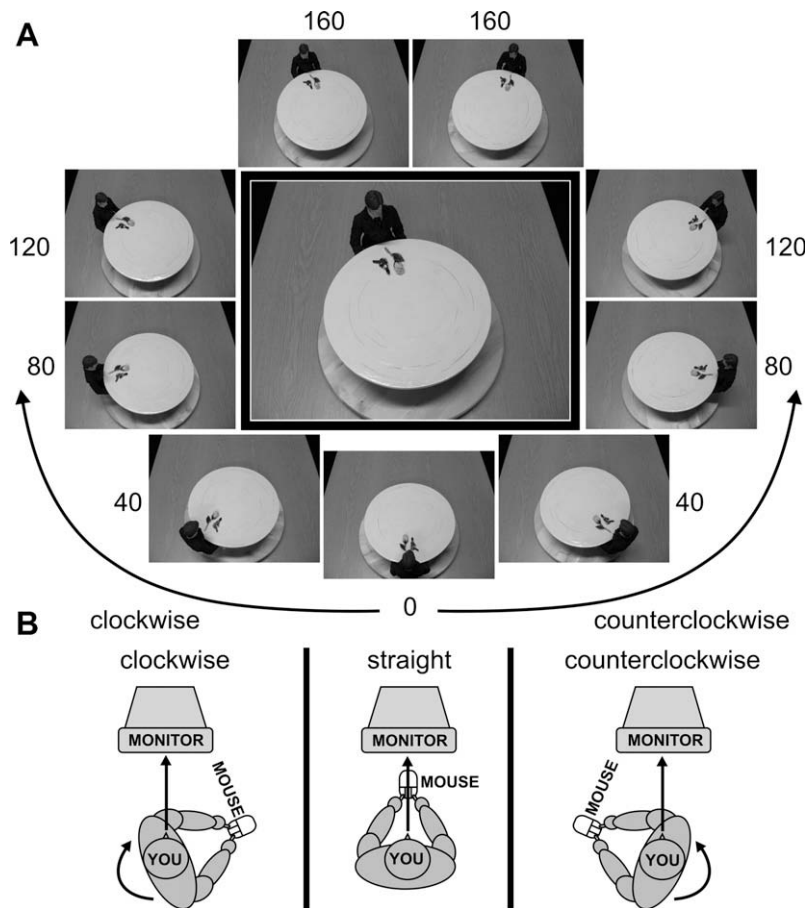 A
160
160
120
120
80
80
40
40
0
clockwise
counterclockwise
B
clockwise
straight
counterclockwise
MONITOR
MONITOR
MONITOR
MOUSE
MOUSE
MOUSE
YOU
YOU
YOU